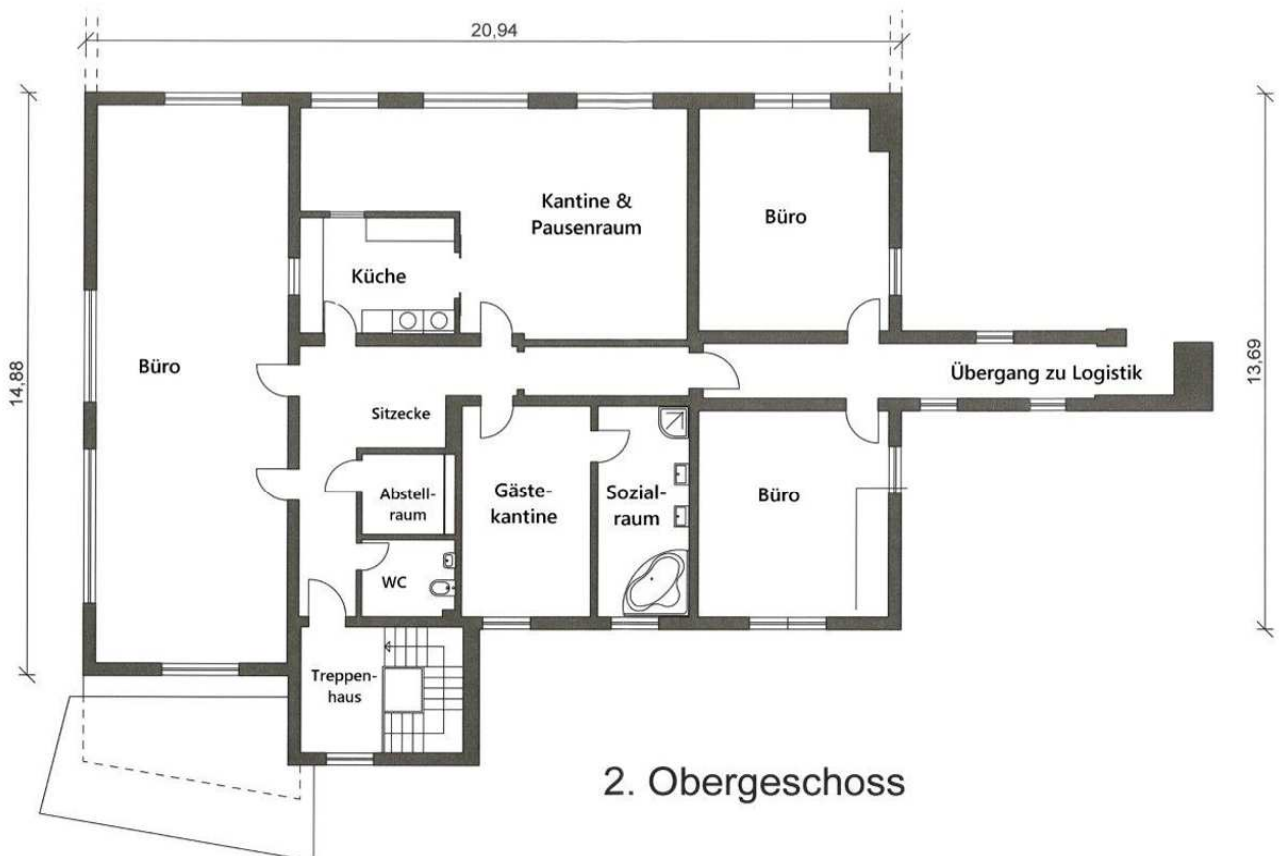 20,94
Kantine &
Pausenraum
Büro
Küche
14,88
Büro
Übergang zu Logistik
13,69
Sitzecke
Abstell-
raum
Gäste-
kantine
Sozial-
raum
Büro
WC
Treppen-
haus
2. Obergeschoss